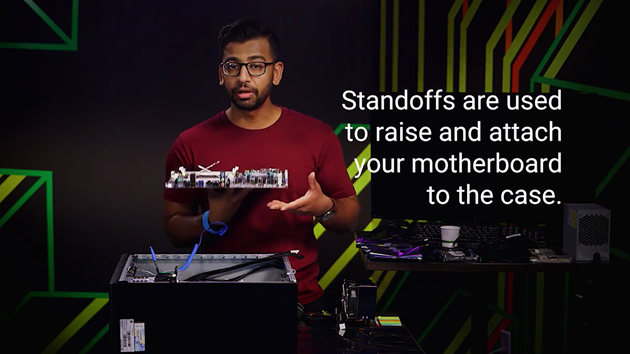 Standoffs are used
to raise and attach
your motherboard
to the case.